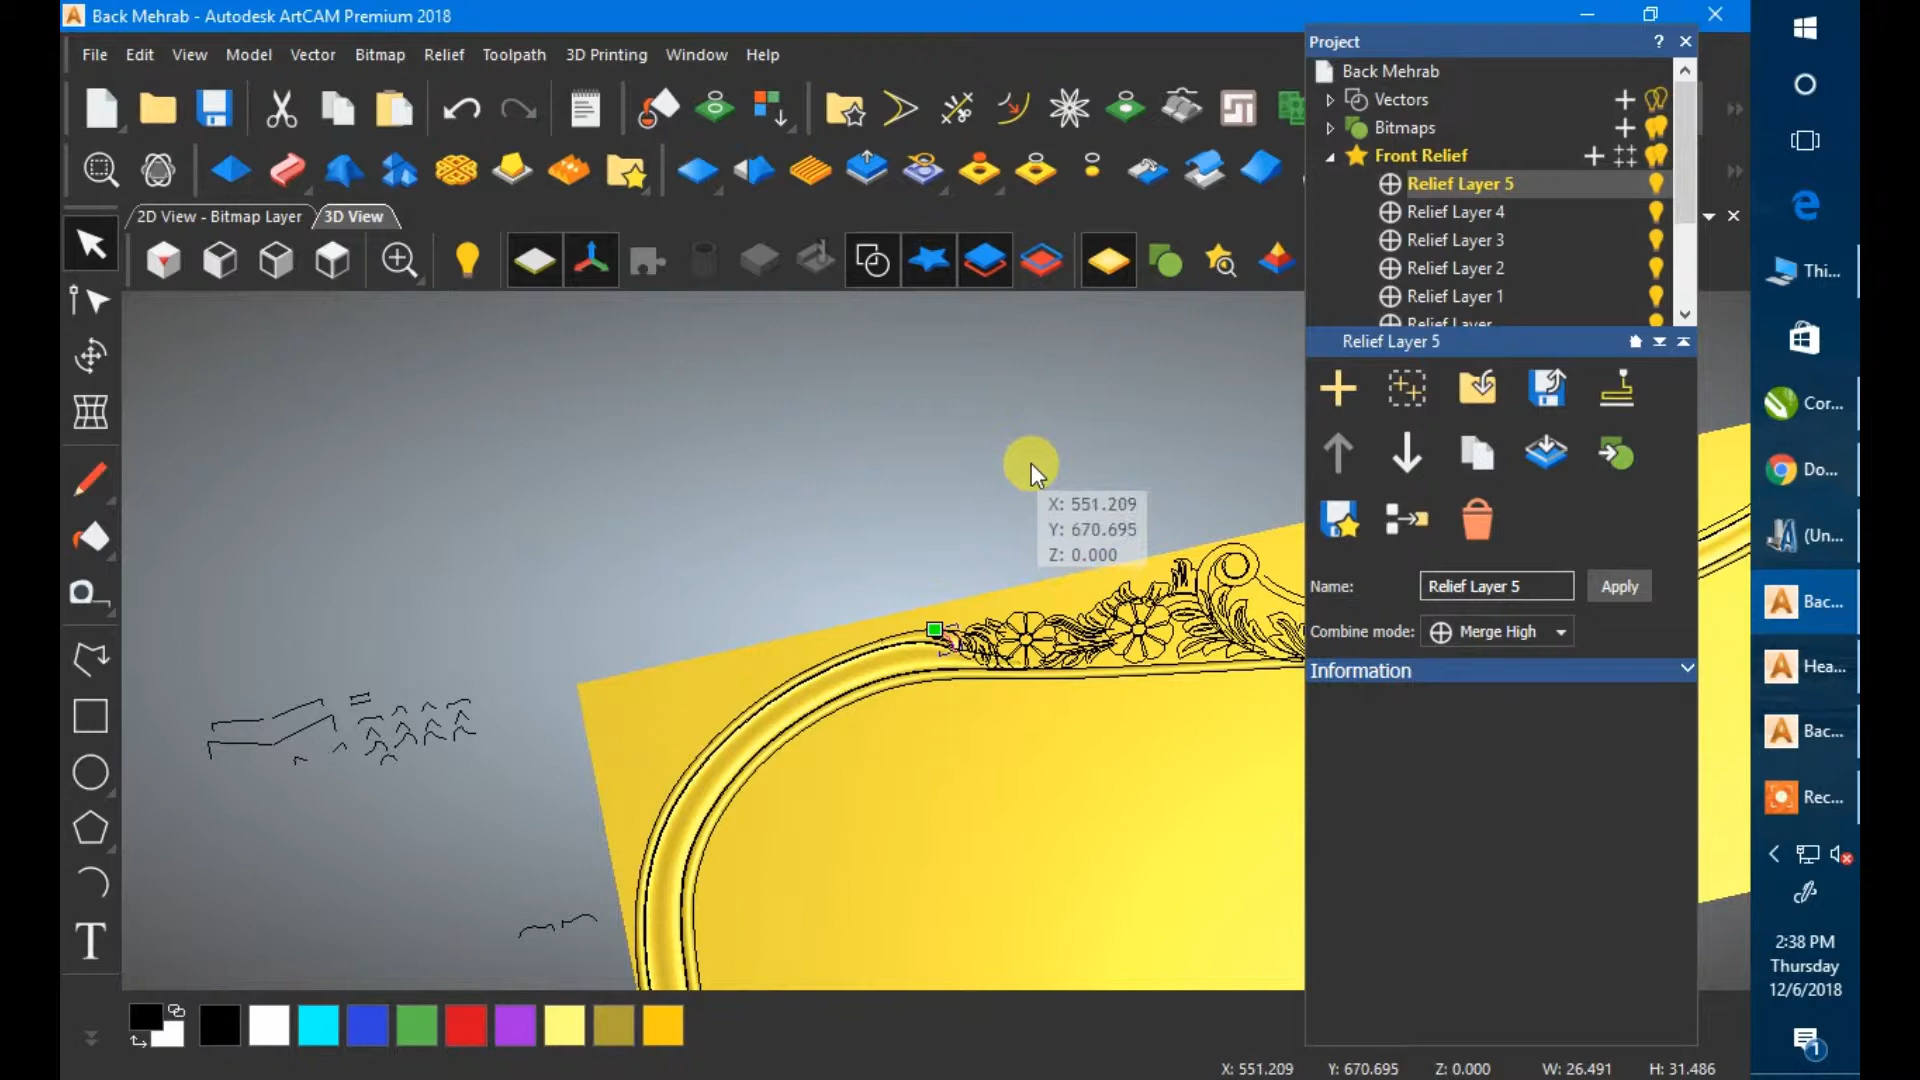 Back Mehrab - Autodesk ArtCAM Premium 2018
File Edit View Model Vector Bitmap Relief Toolpath 3D Printing Window Help
2D View - Bitmap Layer
3D View
X: 551.209
Y: 670.695
Z: 0.000
Project
?
Back Mehrab
Vectors
Bitmaps
Front Relief
Relief Layer 5
Relief Layer 4
Relief Layer 3
Relief Layer 2
Relief Layer 1
Relief Layer
Relief Layer 5
Name: Relief Layer 5 Apply
Combine mode: Merge High
Information
T
X: 551.209 Y: 670.695 Z: 0.000 W: 26.491 H: 31.486
Thi...
Cor...
Do...
(Un...
Bac...
Hea...
Bac...
Rec...
2:38 PM
Thursday
12/6/2018
1